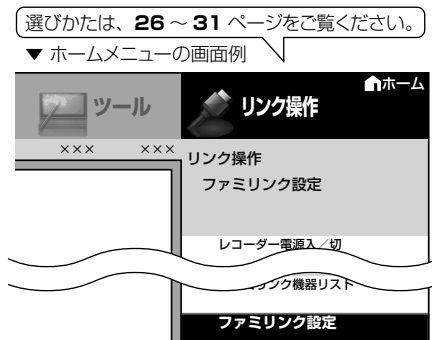 選びかたは、26～31 ページをご覧ください。
▼ ホームメニューの画面例
ホーム
ツール
リンク操作
××× ×××
リンク操作
ファミリンク設定
レコーダー電源入／切
リンク機器リスト
ファミリンク設定